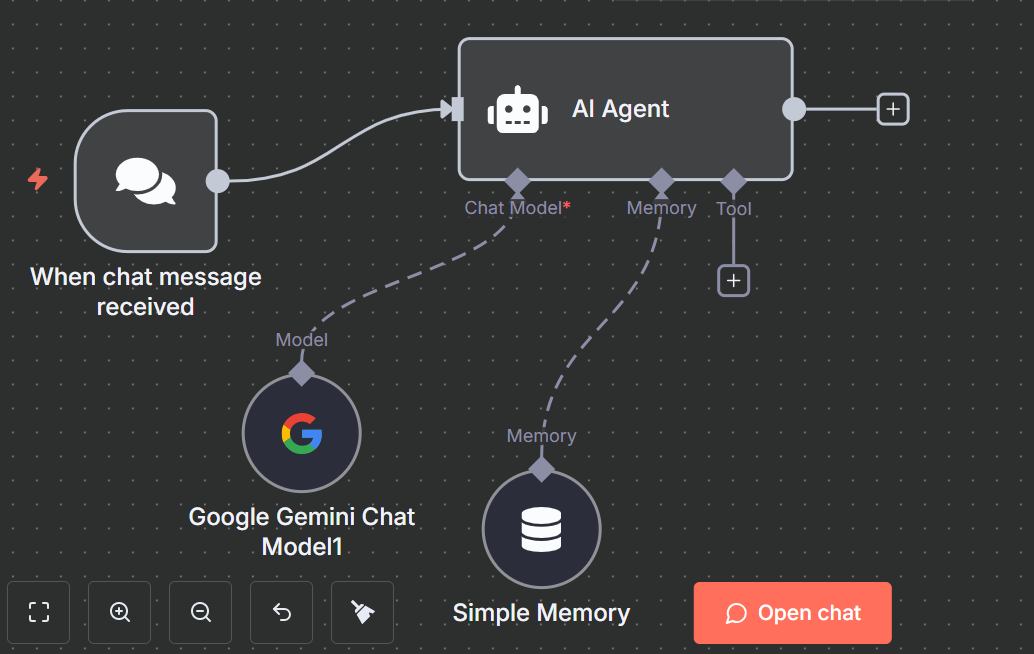 AI Agent
Chat Model*
Memory
Tool
When chat message
received
Model
Memory
Google Gemini Chat
Model1
Simple Memory
Open chat